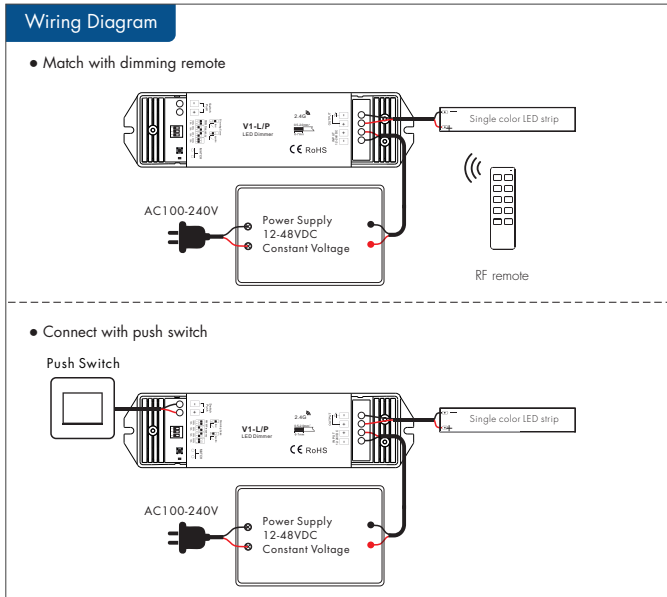 Wiring Diagram
● Match with dimming remote
V1-L/P
LED Dimmer
2.4G
CE RoHS
Single color LED strip
AC100-240V
Power Supply
12-48VDC
Constant Voltage
RF remote
● Connect with push switch
Push Switch
V1-L/P
LED Dimmer
2.4G
CE RoHS
Single color LED strip
AC100-240V
Power Supply
12-48VDC
Constant Voltage